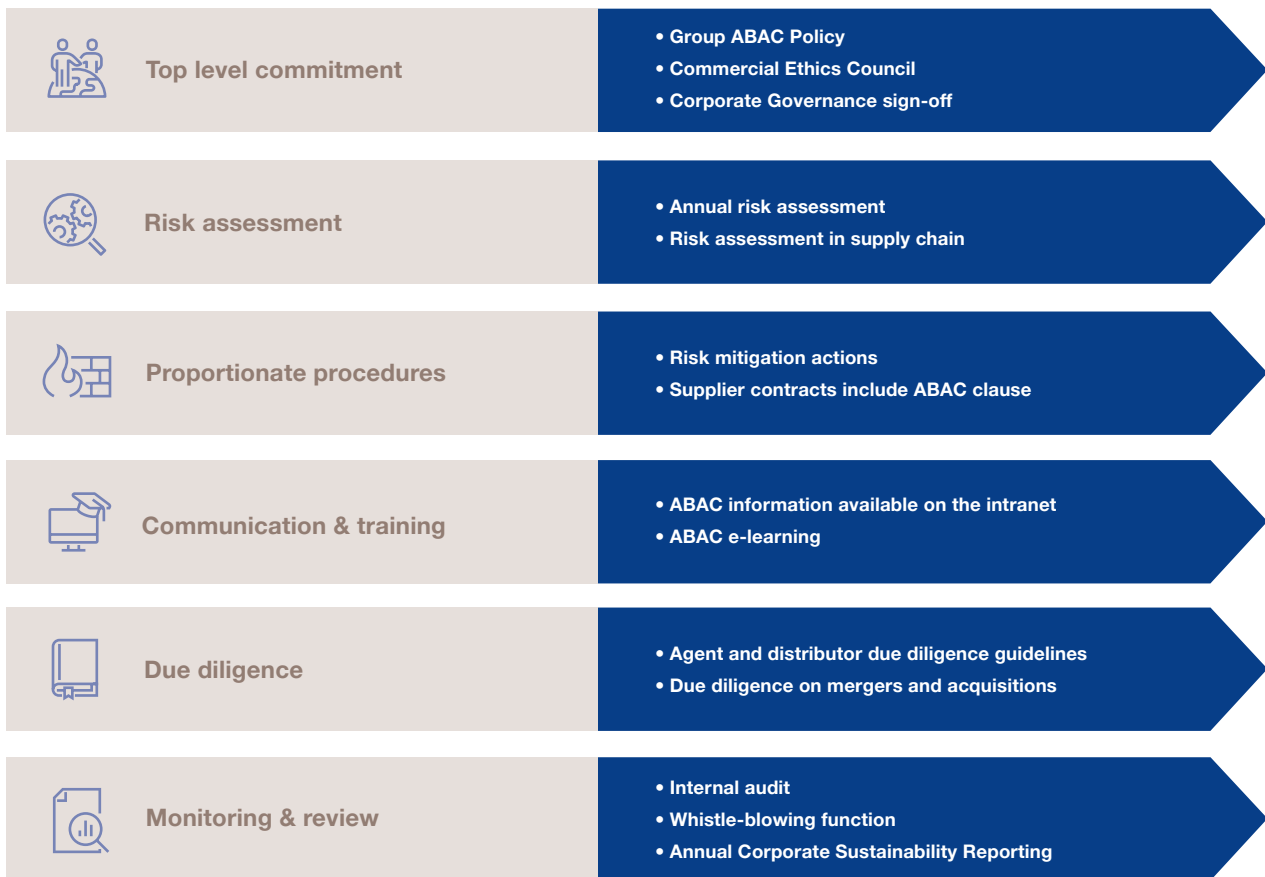 Top level commitment
• Group ABAC Policy
• Commercial Ethics Council
• Corporate Governance sign-off
Risk assessment
• Annual risk assessment
• Risk assessment in supply chain
Proportionate procedures
• Risk mitigation actions
• Supplier contracts include ABAC clause
Communication & training
• ABAC information available on the intranet
• ABAC e-learning
Due diligence
• Agent and distributor due diligence guidelines
• Due diligence on mergers and acquisitions
Monitoring & review
• Internal audit
• Whistle-blowing function
• Annual Corporate Sustainability Reporting